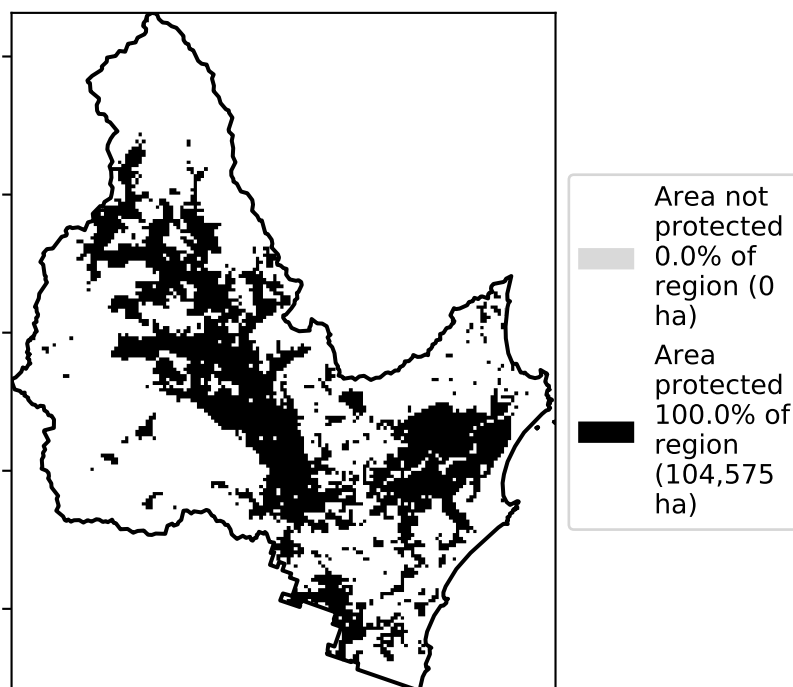 Area not
protected
0.0% of
region (0
ha)
Area
protected
100.0% of
region
(104,575
ha)